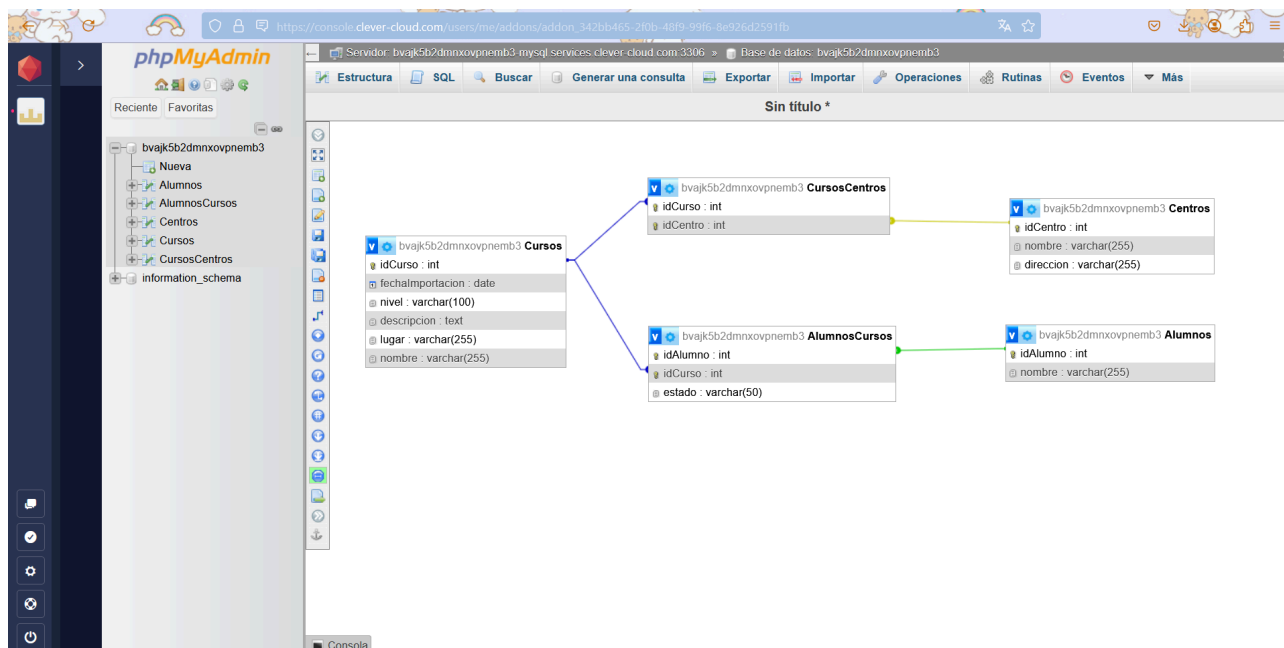 https://console.clever-cloud.com/users/me/addons/addon_342bb465-2f0b-48f9-99f6-8e926d2591fb
phpMyAdmin
Reciente Favoritas
bvajk5b2dmnxovpnemb3
Nueva
Alumnos
AlumnosCursos
Centros
Cursos
CursosCentros
information_schema
Servidor: bvajk5b2dmnxovpnemb3-mysql.services.clever-cloud.com:3306 » Base de datos: bvajk5b2dmnxovpnemb3
Estructura SQL Buscar Generar una consulta Exportar Importar Operaciones Rutinas Eventos Más
Sin título *
bvajk5b2dmnxovpnemb3 CursosCentros
idCurso : int
idCentro : int
bvajk5b2dmnxovpnemb3 Centros
idCentro : int
nombre : varchar(255)
direccion : varchar(255)
bvajk5b2dmnxovpnemb3 Cursos
idCurso : int
fechaImportacion : date
nivel : varchar(100)
descripcion : text
lugar : varchar(255)
nombre : varchar(255)
bvajk5b2dmnxovpnemb3 AlumnosCursos
idAlumno : int
idCurso : int
estado : varchar(50)
bvajk5b2dmnxovpnemb3 Alumnos
idAlumno : int
nombre : varchar(255)
Consola